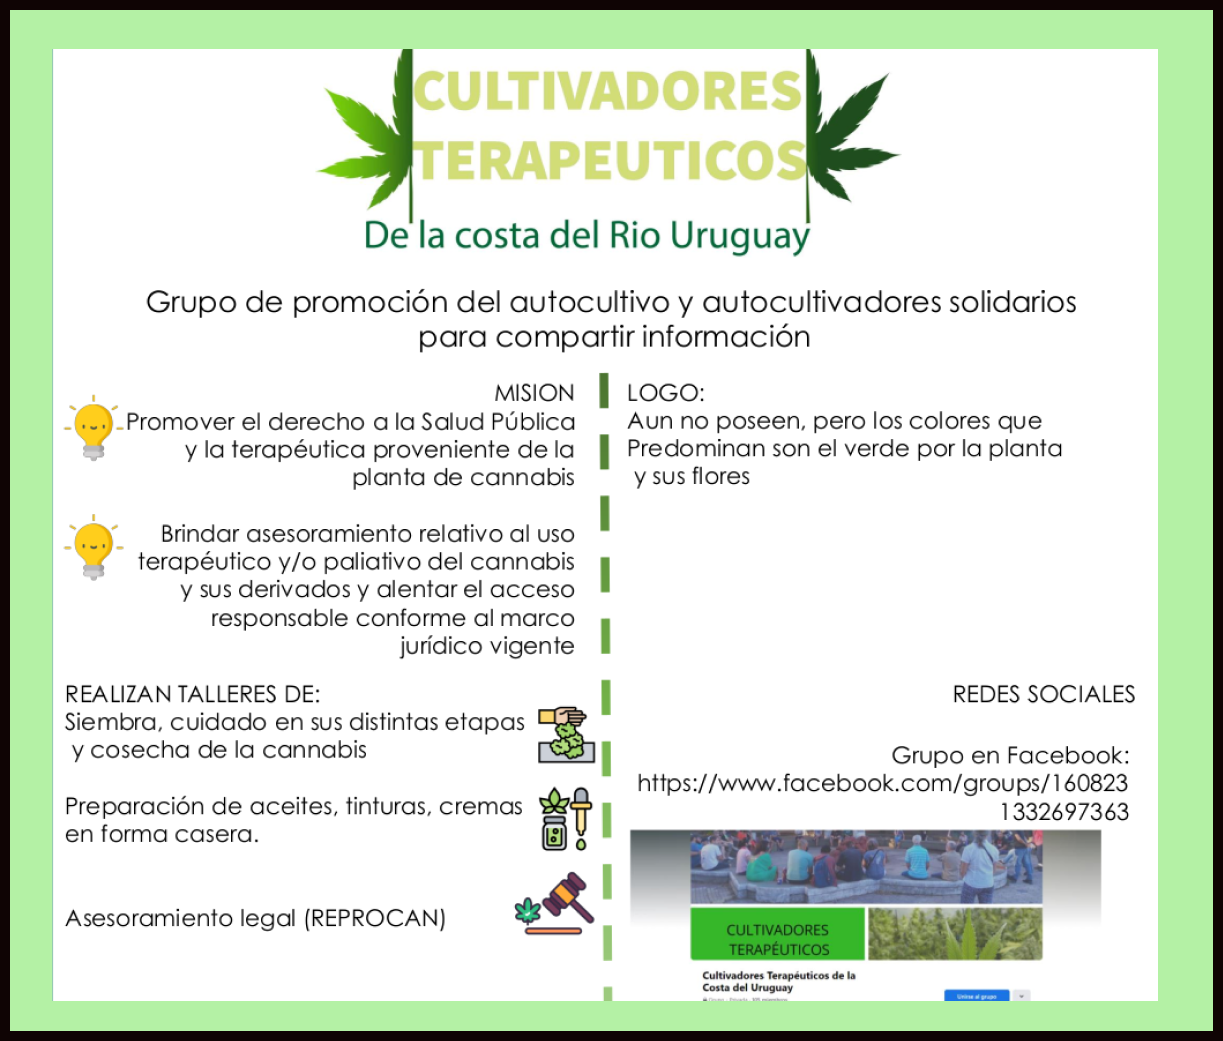 CULTIVADORES
TERAPEUTICOS
De la costa del Rio Uruguay
Grupo de promoción del autocultivo y autocultivadores solidarios
para compartir información
MISION
Promover el derecho a la Salud Pública
y la terapéutica proveniente de la
planta de cannabis
Brindar asesoramiento relativo al uso
terapéutico y/o paliativo del cannabis
y sus derivados y alentar el acceso
responsable conforme al marco
jurídico vigente
REALIZAN TALLERES DE:
Siembra, cuidado en sus distintas etapas
y cosecha de la cannabis
Preparación de aceites, tinturas, cremas
en forma casera.
Asesoramiento legal (REPROCAN)
LOGO:
Aun no poseen, pero los colores que
Predominan son el verde por la planta
y sus flores
REDES SOCIALES
Grupo en Facebook:
https://www.facebook.com/groups/160823
1332697363
CULTIVADORES
TERAPÉUTICOS
Cultivadores Terapéuticos de la
Costa del Uruguay
Unirse al grupo